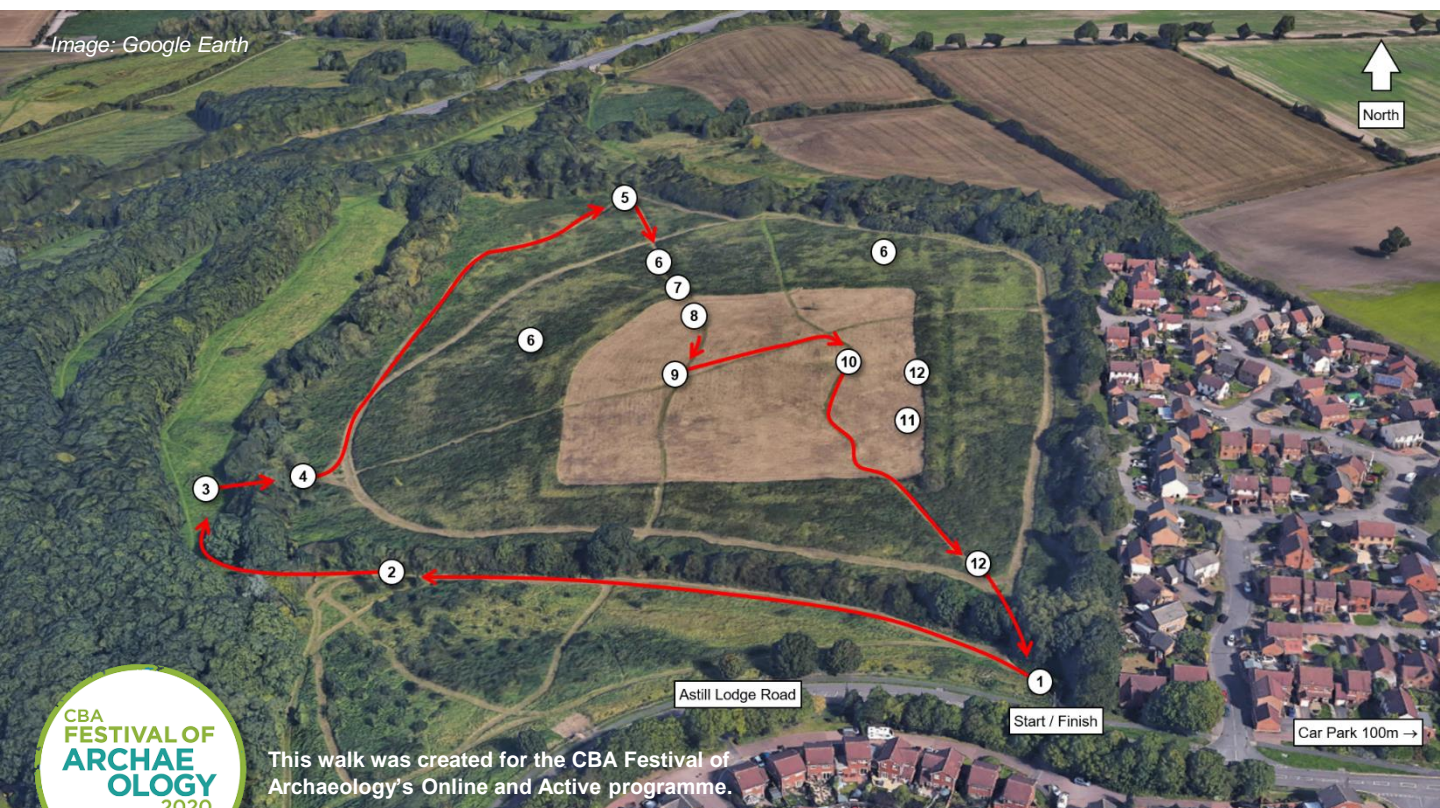 Image: Google Earth
North
5
6
6
7
8
6
9
10
12
11
4
3
2
12
1
Astill Lodge Road
Start / Finish
Car Park 100m →
CBA
FESTIVAL OF
ARCHAE
OLOGY
2020
This walk was created for the CBA Festival of
Archaeology's Online and Active programme.